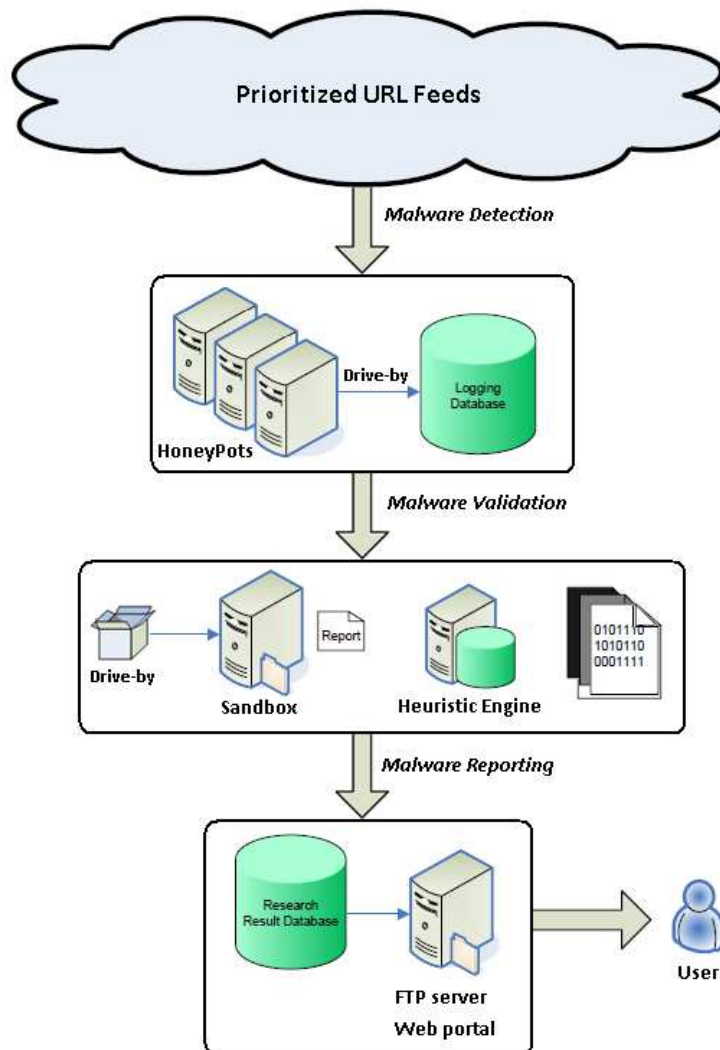 Prioritized URL Feeds
Malware Detection
Drive-by
Logging
Database
HoneyPots
Malware Validation
0101110
1010110
0001111
Report
Drive-by
Sandbox
Heuristic Engine
Malware Reporting
Research
Result Database
User
FTP server
Web portal